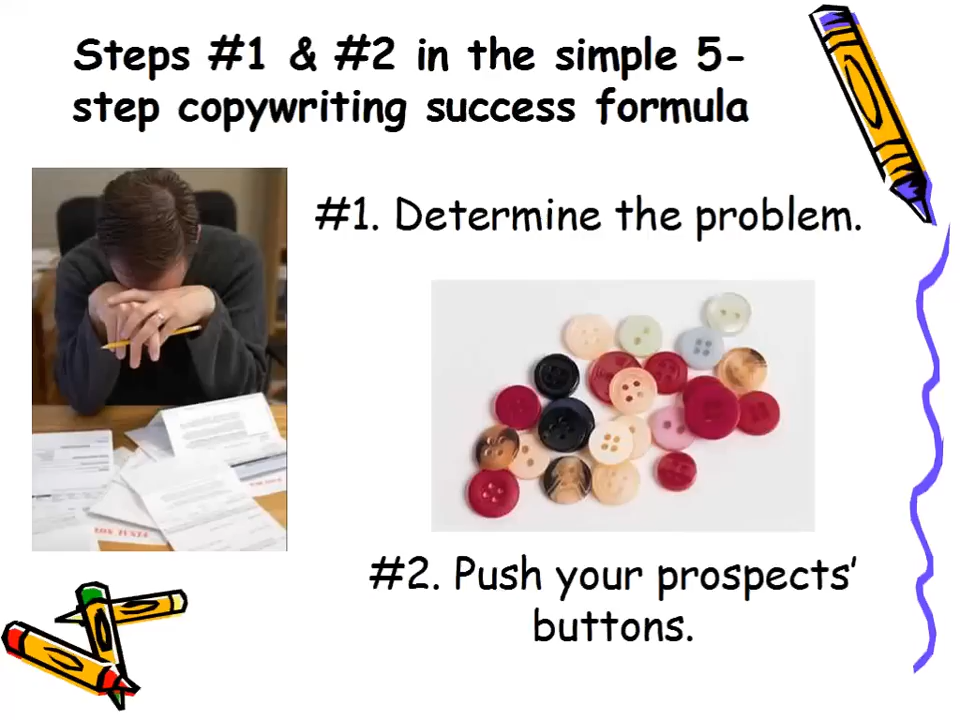 Steps #1 & #2 in the simple 5-
step copywriting success formula
#1. Determine the problem.
#2. Push your prospects’
buttons.